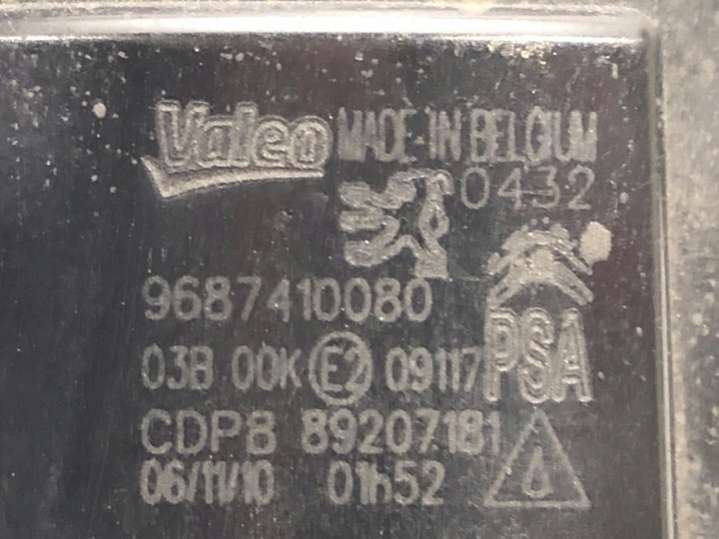 Valeo MADE IN BELGIUM
0432
9687410080
03B 00K E2 09117 PSA
CDP8 89207181
06/11/10 01h52